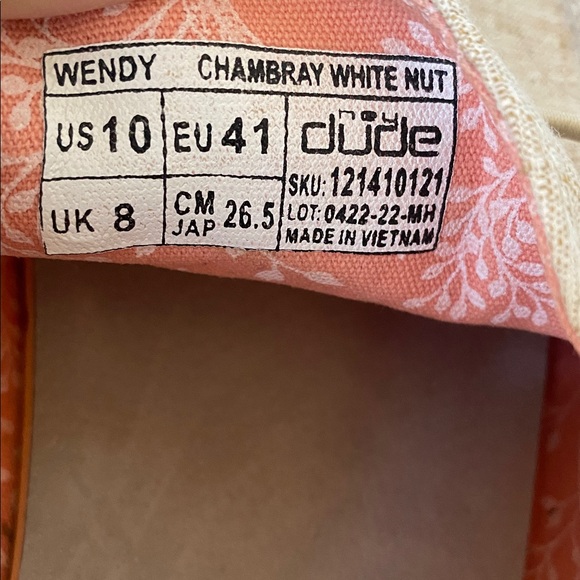 WENDY CHAMBRAY WHITE NUT
US 10 EU 41 hey dude
SKU: 121410121
UK 8 CM JAP 26.5 LOT: 0422-22-MH
MADE IN VIETNAM